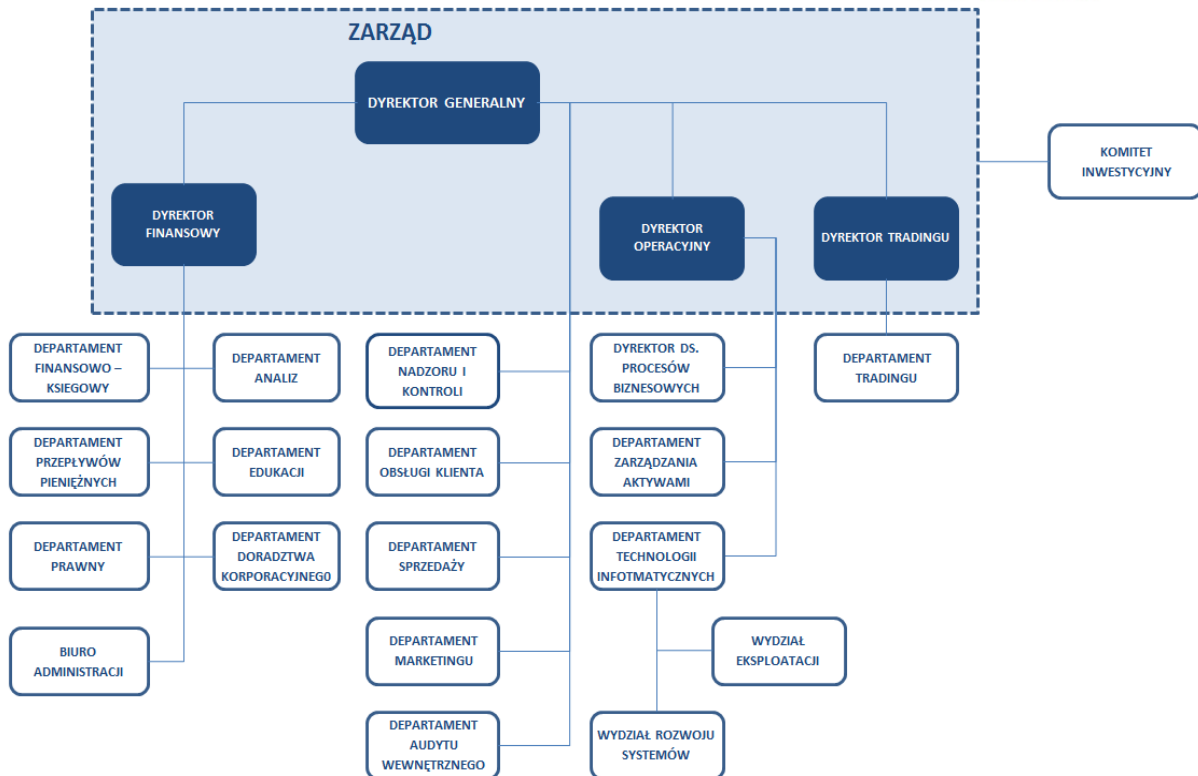 ZARZĄD
DYREKTOR GENERALNY
KOMITET
INWESTYCYJNY
DYREKTOR
FINANSOWY
DYREKTOR
OPERACYJNY
DYREKTOR TRADINGU
DEPARTAMENT
FINANSOWO –
KSIEGOWY
DEPARTAMENT
ANALIZ
DEPARTAMENT
NADZORU I
KONTROLI
DYREKTOR DS.
PROCESÓW
BIZNESOWYCH
DEPARTAMENT
TRADINGU
DEPARTAMENT
PRZEPŁYWÓW
PIENIĘŻNYCH
DEPARTAMENT
EDUKACJI
DEPARTAMENT
OBSŁUGI KLIENTA
DEPARTAMENT
ZARZĄDZANIA
AKTYWAMI
DEPARTAMENT
PRAWNY
DEPARTAMENT
DORADZTWA
KORPORACYJNEG0
DEPARTAMENT
SPRZEDAŻY
DEPARTAMENT
TECHNOLOGII
INFOTMATYCZNYCH
BIURO
ADMINISTRACJI
DEPARTAMENT
MARKETINGU
WYDZIAŁ
EKSPLOATACJI
DEPARTAMENT
AUDYTU
WEWNĘTRZNEGO
WYDZIAŁ ROZWOJU
SYSTEMÓW